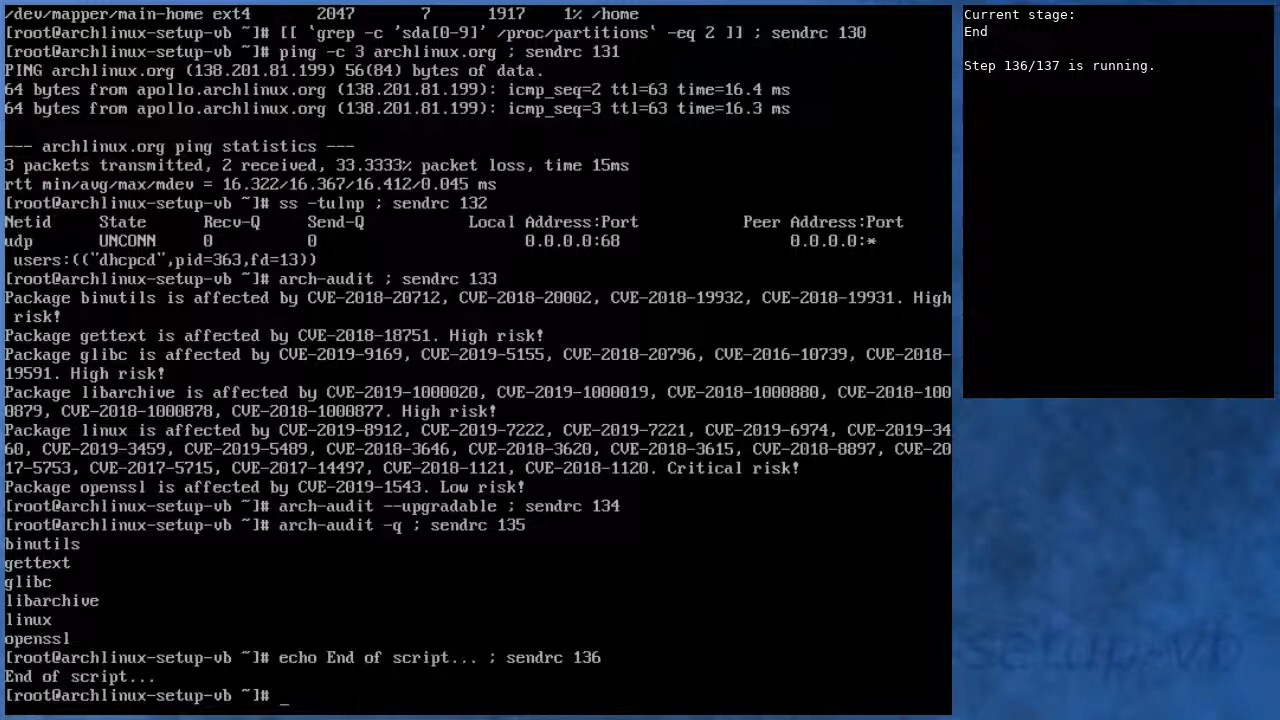 /dev/mapper/main-home ext4       2047       7      1917    1% /home
[root@archlinux-setup-vb ~]# [[ `grep -c 'sda[0-9]' /proc/partitions` -eq 2 ]] ; sendrc 130
[root@archlinux-setup-vb ~]# ping -c 3 archlinux.org ; sendrc 131
PING archlinux.org (138.201.81.199) 56(84) bytes of data.
64 bytes from apollo.archlinux.org (138.201.81.199): icmp_seq=2 ttl=63 time=16.4 ms
64 bytes from apollo.archlinux.org (138.201.81.199): icmp_seq=3 ttl=63 time=16.3 ms
--- archlinux.org ping statistics ---
3 packets transmitted, 2 received, 33.3333% packet loss, time 15ms
rtt min/avg/max/mdev = 16.322/16.367/16.412/0.045 ms
[root@archlinux-setup-vb ~]# ss -tulnp ; sendrc 132
Netid     State     Recv-Q     Send-Q           Local Address:Port             Peer Address:Port
udp       UNCONN    0          0                      0.0.0.0:68                  0.0.0.0:*
 users:(("dhcpcd",pid=363,fd=13))
[root@archlinux-setup-vb ~]# arch-audit ; sendrc 133
Package binutils is affected by CVE-2018-20712, CVE-2018-20002, CVE-2018-19932, CVE-2018-19931. High
 risk!
Package gettext is affected by CVE-2018-18751. High risk!
Package glibc is affected by CVE-2019-9169, CVE-2019-5155, CVE-2018-20796, CVE-2016-10739, CVE-2018-
19591. High risk!
Package libarchive is affected by CVE-2019-1000020, CVE-2019-1000019, CVE-2018-1000880, CVE-2018-100
0879, CVE-2018-1000878, CVE-2018-1000877. High risk!
Package linux is affected by CVE-2019-8912, CVE-2019-7222, CVE-2019-7221, CVE-2019-6974, CVE-2019-34
60, CVE-2019-3459, CVE-2019-5489, CVE-2018-3646, CVE-2018-3620, CVE-2018-3615, CVE-2018-8897, CVE-20
17-5753, CVE-2017-5715, CVE-2017-14497, CVE-2018-1121, CVE-2018-1120. Critical risk!
Package openssl is affected by CVE-2019-1543. Low risk!
[root@archlinux-setup-vb ~]# arch-audit --upgradable ; sendrc 134
[root@archlinux-setup-vb ~]# arch-audit -q ; sendrc 135
binutils
gettext
glibc
libarchive
linux
openssl
[root@archlinux-setup-vb ~]# echo End of script... ; sendrc 136
End of script...
[root@archlinux-setup-vb ~]# _
Current stage:
End
Step 136/137 is running.
setup-vb